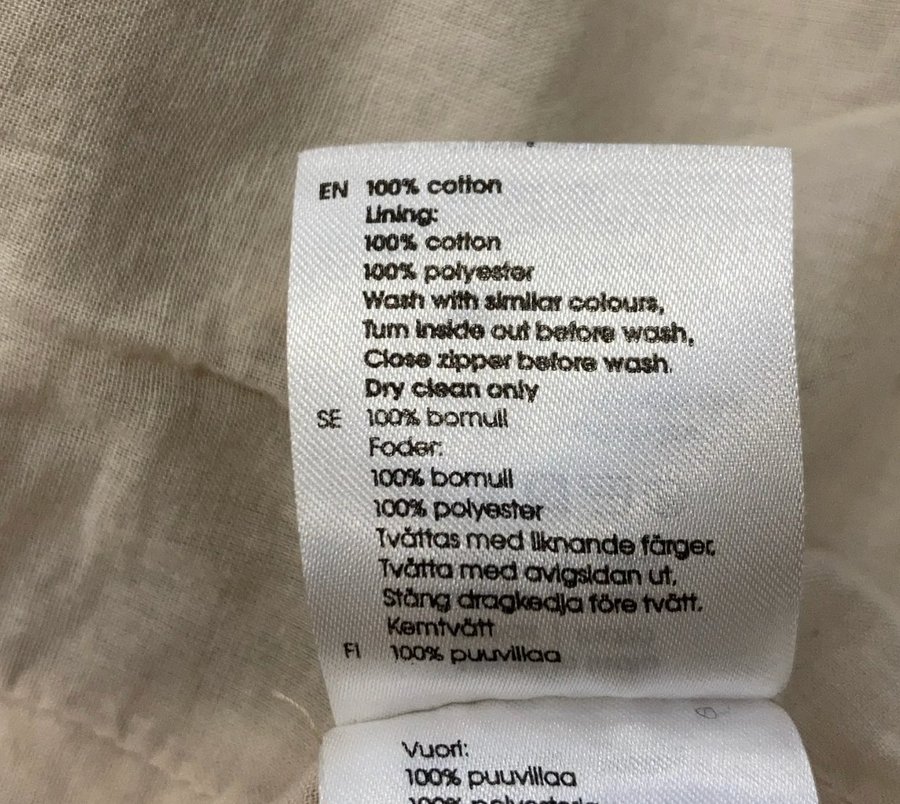 EN 100% cotton
Lining:
100% cotton
100% polyester
Wash with similar colours,
Turn inside out before wash,
Close zipper before wash.
Dry clean only
SE 100% bomull
Foder:
100% bomull
100% polyester
Tvättas med liknande färger,
Tvätta med avigsidan ut,
Stäng dragkedja före tvätt.
Kemtvätt
FI 100% puuvillaa
Vuori:
100% puuvillaa